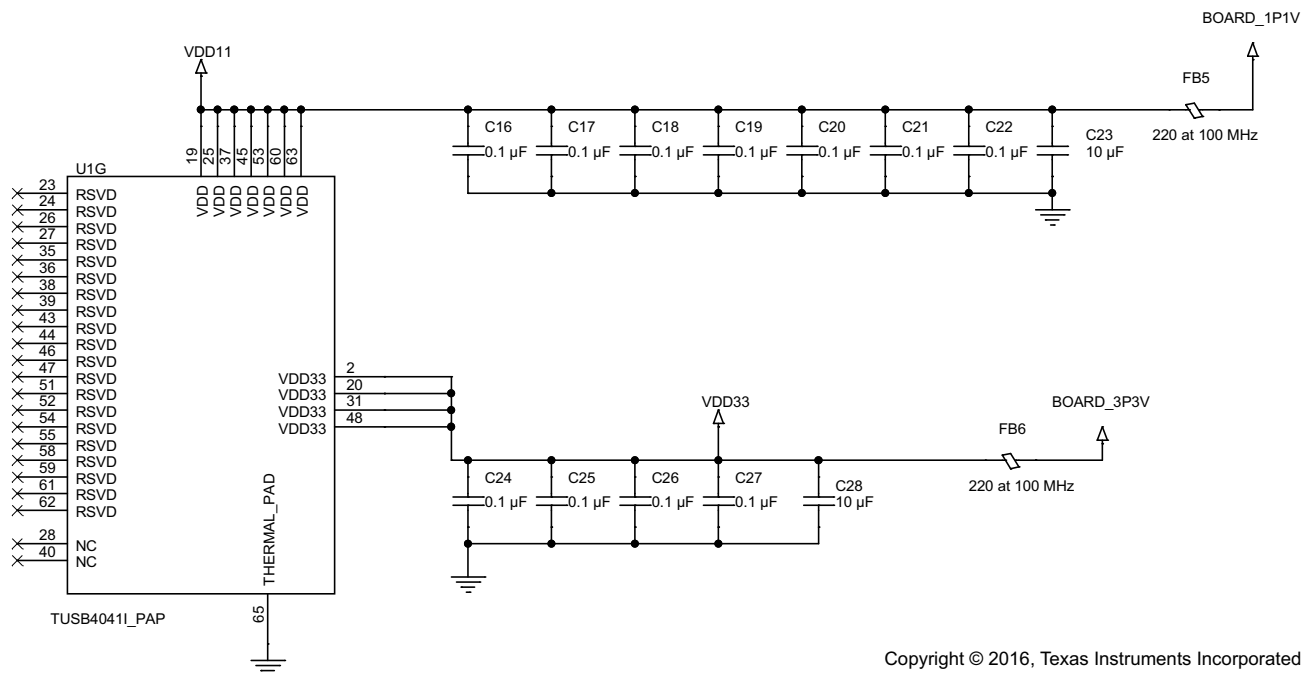 BOARD_1P1V
VDD11
FB5
220 at 100 MHz
C16
0.1 µF
C17
0.1 µF
C18
0.1 µF
C19
0.1 µF
C20
0.1 µF
C21
0.1 µF
C22
0.1 µF
C23
10 µF
19
25
37
45
53
60
63
U1G
VDD
VDD
VDD
VDD
VDD
VDD
VDD
23 RSVD
24 RSVD
26 RSVD
27 RSVD
35 RSVD
36 RSVD
38 RSVD
39 RSVD
43 RSVD
44 RSVD
46 RSVD
47 RSVD
51 RSVD
52 RSVD
54 RSVD
55 RSVD
58 RSVD
59 RSVD
61 RSVD
62 RSVD
28 NC
40 NC
VDD33 2
VDD33 20
VDD33 31
VDD33 48
THERMAL_PAD
65
TUSB4041I_PAP
VDD33
BOARD_3P3V
FB6
220 at 100 MHz
C24
0.1 µF
C25
0.1 µF
C26
0.1 µF
C27
0.1 µF
C28
10 µF
Copyright © 2016, Texas Instruments Incorporated